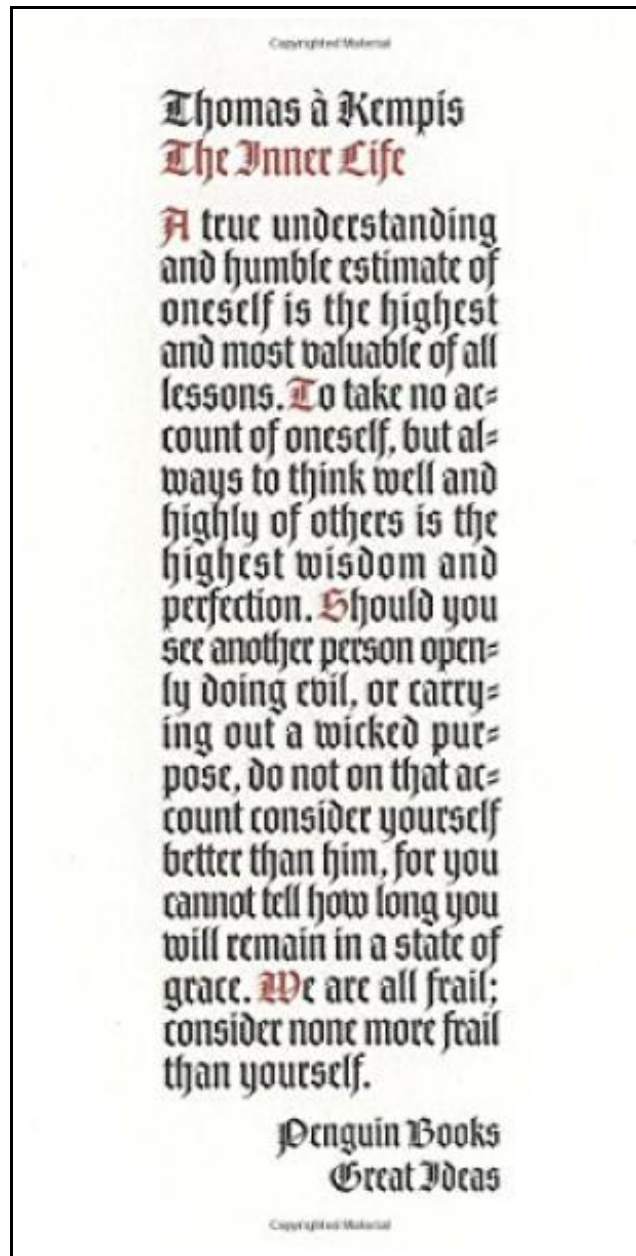 Copyrighted Material
Thomas à Kempis
The Inner Life
A true understanding
and humble estimate of
oneself is the highest
and most valuable of all
lessons. To take no ac=
count of oneself, but al=
ways to think well and
highly of others is the
highest wisdom and
perfection. Should you
see another person open=
ly doing evil, or carry=
ing out a wicked pur=
pose, do not on that ac=
count consider yourself
better than him, for you
cannot tell how long you
will remain in a state of
grace. We are all frail;
consider none more frail
than yourself.
Penguin Books
Great Ideas
Copyrighted Material